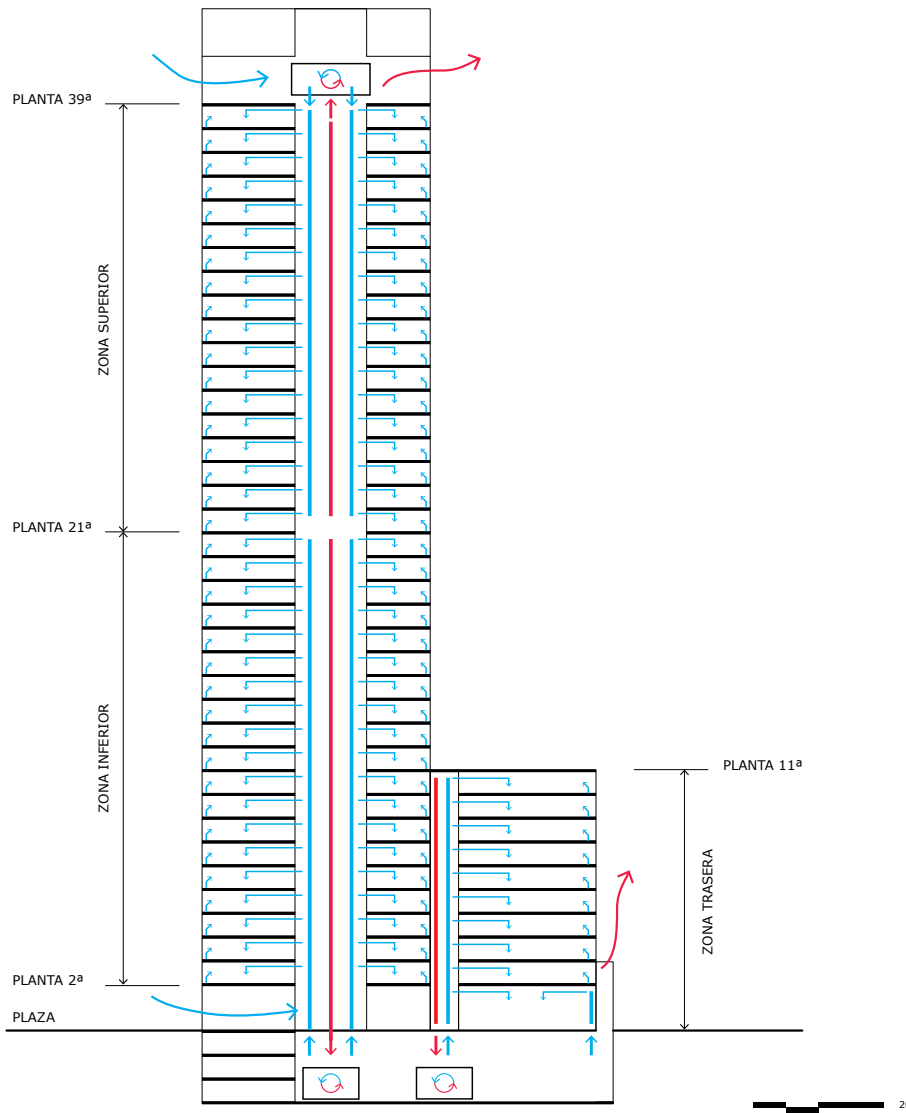 PLANTA 39ª
ZONA SUPERIOR
PLANTA 21ª
ZONA INFERIOR
PLANTA 11ª
ZONA TRASERA
PLANTA 2ª
PLAZA